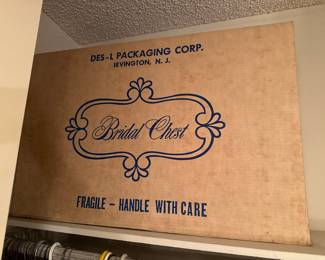 DES-L PACKAGING CORP.
IRVINGTON, N. J.
Bridal Chest
FRAGILE - HANDLE WITH CARE